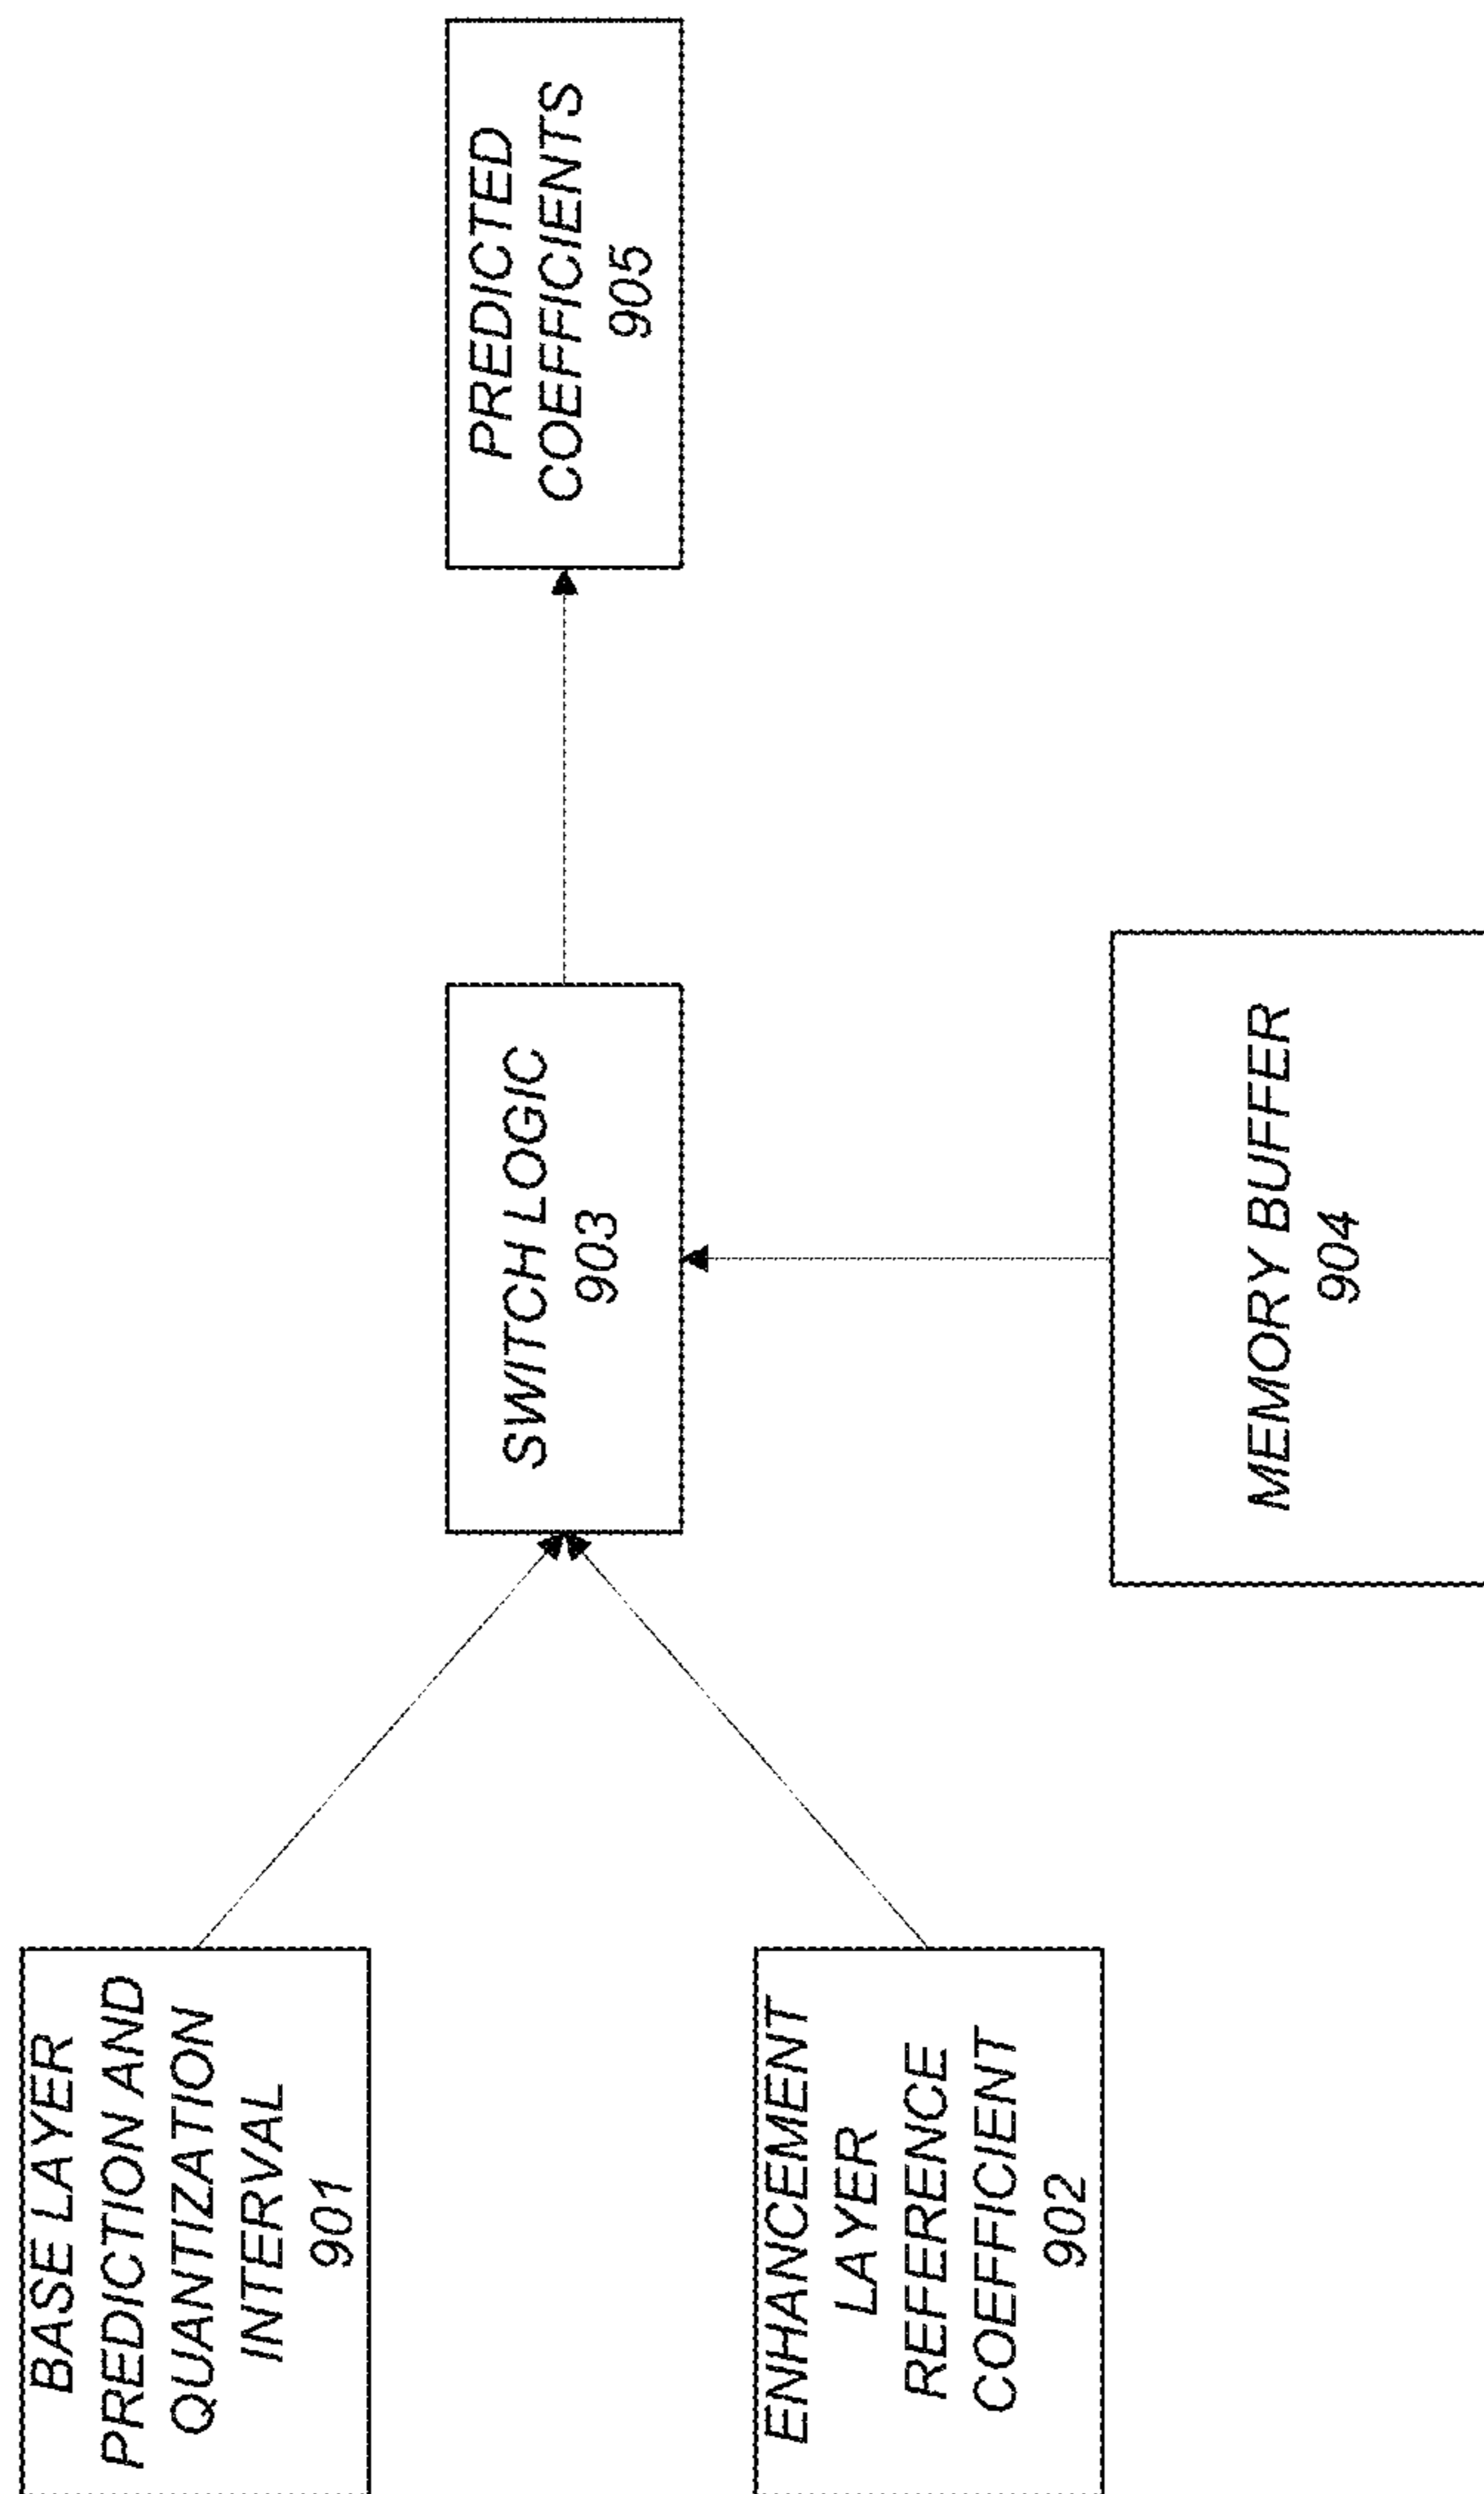 BASE LAYER
PREDICTION AND
QUANTIZATION
INTERVAL
901
ENHANCEMENT
LAYER
REFERENCE
COEFFICIENT
902
SWITCH LOGIC
903
MEMORY BUFFER
904
PREDICTED
COEFFICIENTS
905